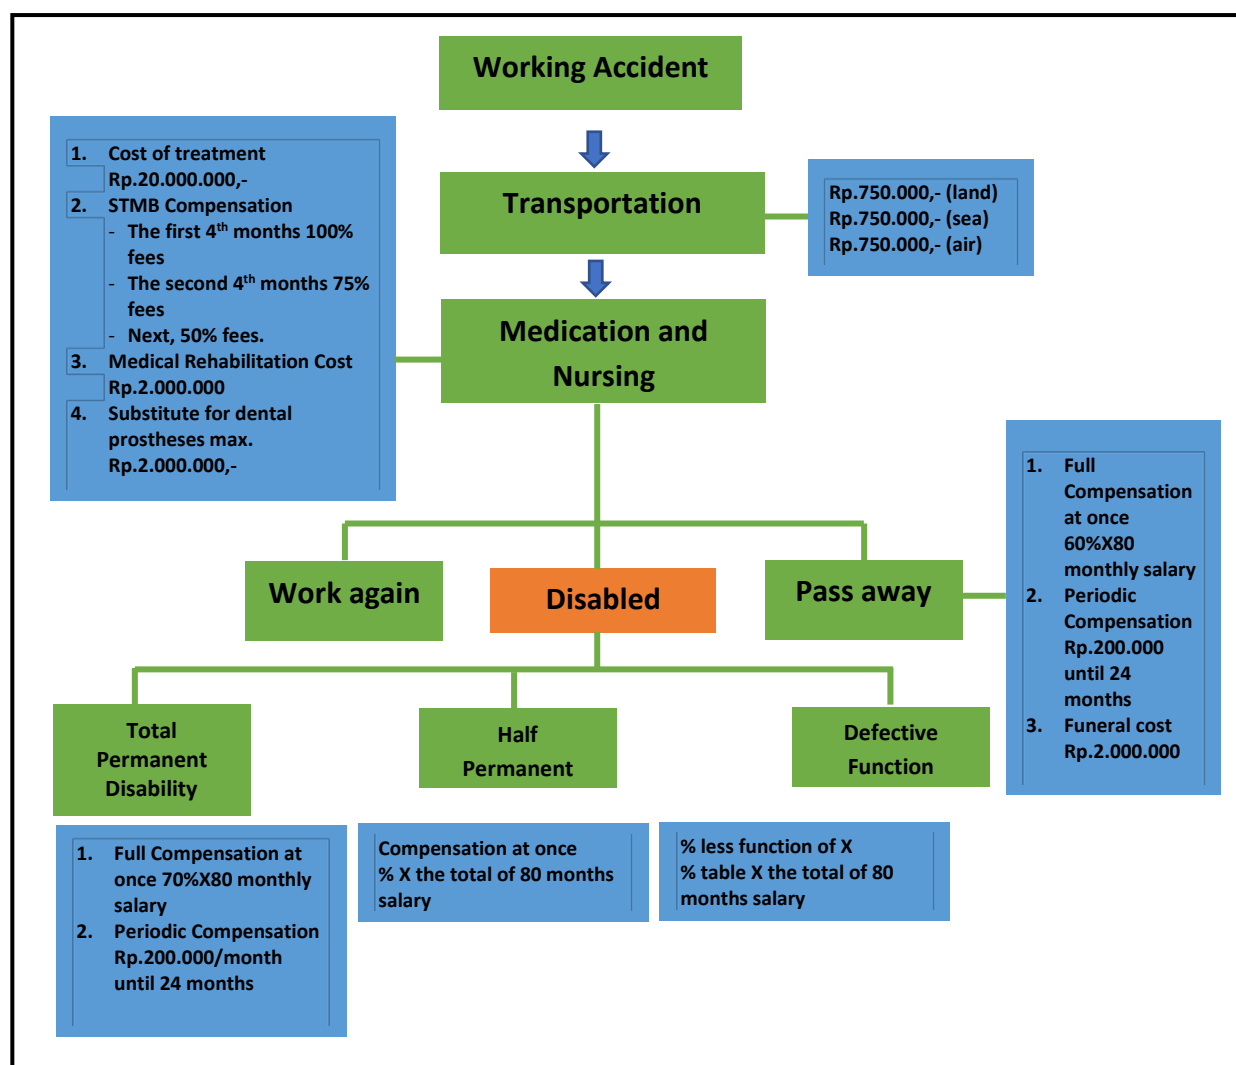 Working Accident
1. Cost of treatment
Rp.20.000.000,-
2. STMB Compensation
- The first 4th months 100%
fees
- The second 4th months 75%
fees
- Next, 50% fees.
3. Medical Rehabilitation Cost
Rp.2.000.000
4. Substitute for dental
prostheses max.
Rp.2.000.000,-
Transportation
Rp.750.000,- (land)
Rp.750.000,- (sea)
Rp.750.000,- (air)
Medication and
Nursing
Work again
Disabled
Pass away
1. Full
Compensation
at once
60%X80
monthly salary
2. Periodic
Compensation
Rp.200.000
until 24
months
3. Funeral cost
Rp.2.000.000
Total
Permanent
Disability
Half
Permanent
Defective
Function
1. Full Compensation at
once 70%X80 monthly
salary
2. Periodic Compensation
Rp.200.000/month
until 24 months
Compensation at once
% X the total of 80 months
salary
% less function of X
% table X the total of 80
months salary